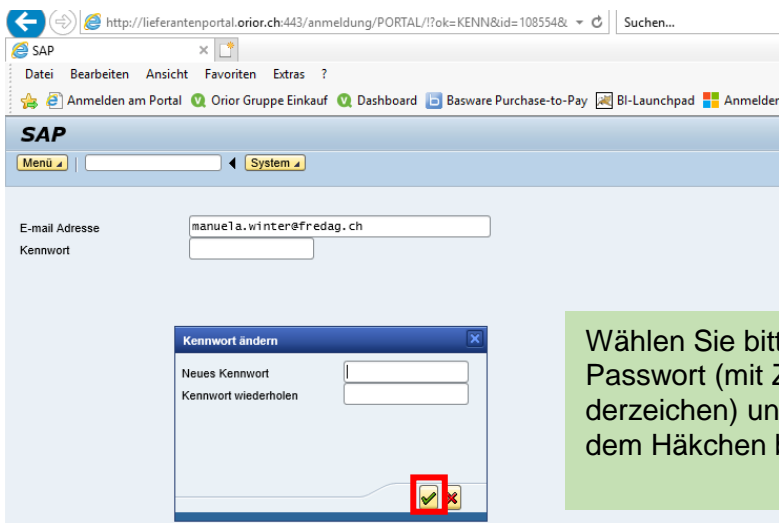 http://lieferantenportal.orior.ch:443/anmeldung/PORTAL/!?ok=KENN&id=108554& Suchen...
SAP
Datei Bearbeiten Ansicht Favoriten Extras ?
Anmelden am Portal Orior Gruppe Einkauf Dashboard Basware Purchase-to-Pay BI-Launchpad Anmelden
SAP
Menü System
E-mail Adresse manuela.winter@fredag.ch
Kennwort
Kennwort ändern
Neues Kennwort
Kennwort wiederholen
Wählen Sie bitt
Passwort (mit Z
derzeichen) un
dem Häkchen b